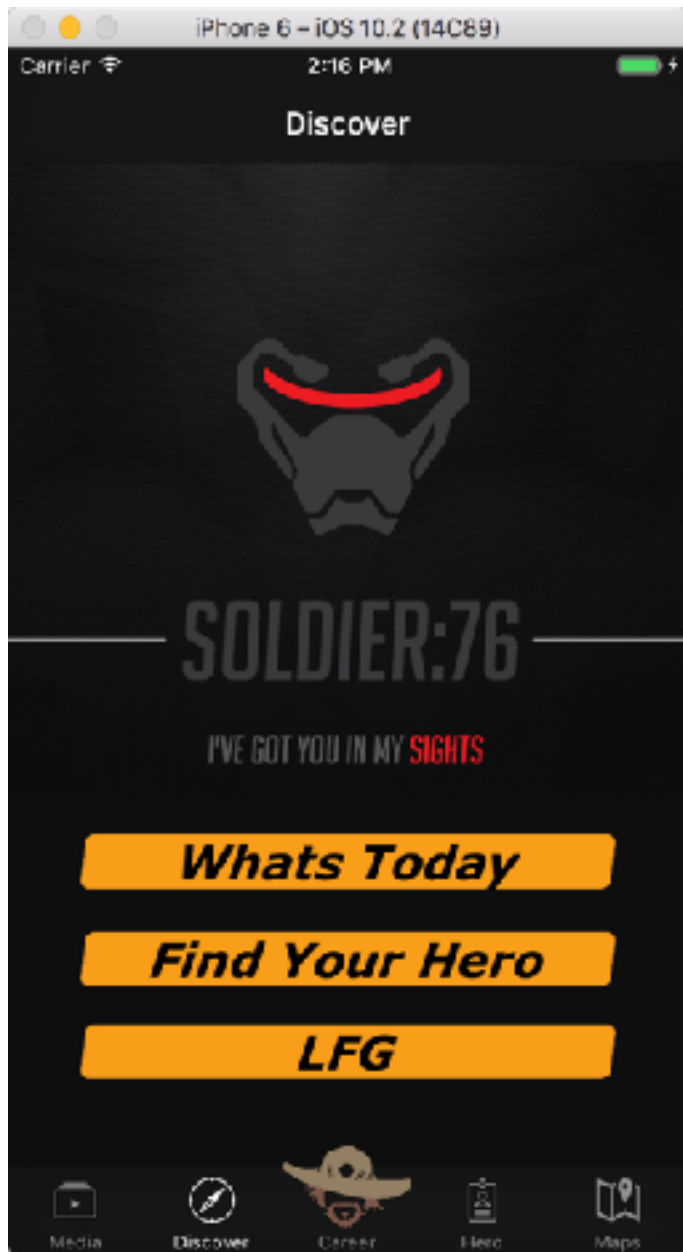 iPhone 6 – iOS 10.2 (14C89)
Carrier 2:16 PM
Discover
SOLDIER:76
I'VE GOT YOU IN MY SIGHTS
Whats Today
Find Your Hero
LFG
Media Discover Career Hero Maps